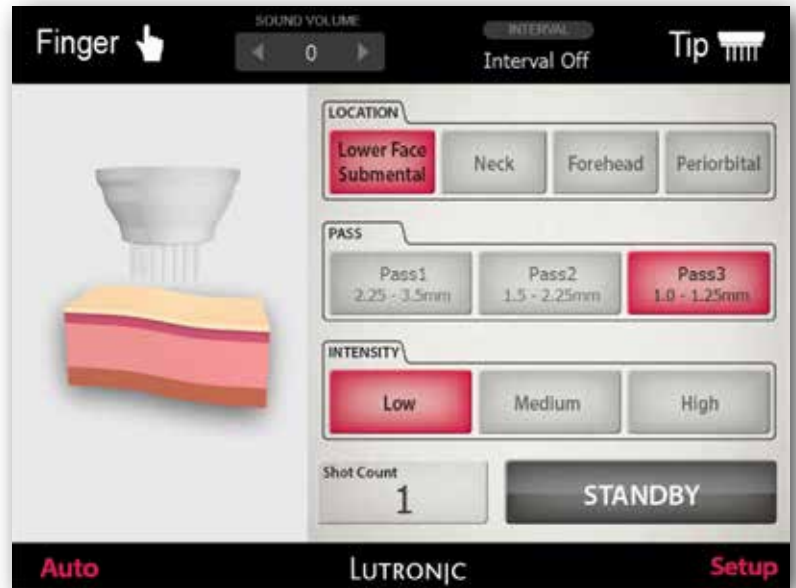 Finger
SOUND VOLUME
0
INTERVAL
Interval Off
Tip
LOCATION
Lower Face
Submental
Neck
Forehead
Periorbital
PASS
Pass1
2.25 - 3.5mm
Pass2
1.5 - 2.25mm
Pass3
1.0 - 1.25mm
INTENSITY
Low
Medium
High
Shot Count
1
STANDBY
Auto
LUTRONIC
Setup